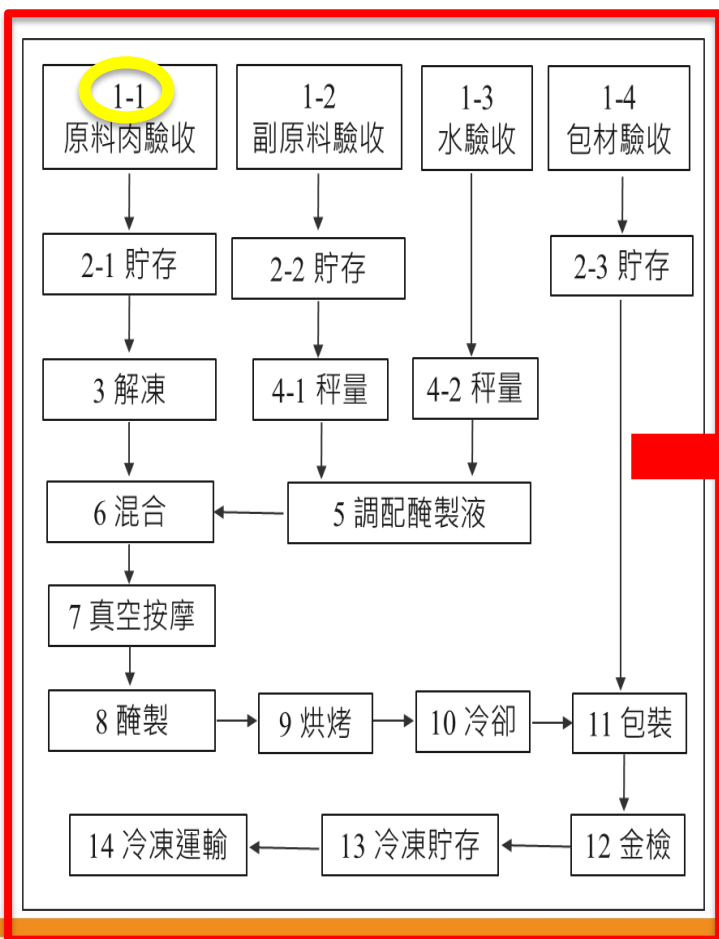 1-1
原料肉驗收
1-2
副原料驗收
1-3
水驗收
1-4
包材驗收
2-1 貯存
2-2 貯存
2-3 貯存
3 解凍
4-1 秤量
4-2 秤量
6 混合
5 調配醃製液
7 真空按摩
8 醃製
9 烘烤
10 冷卻
11 包裝
14 冷凍運輸
13 冷凍貯存
12 金檢